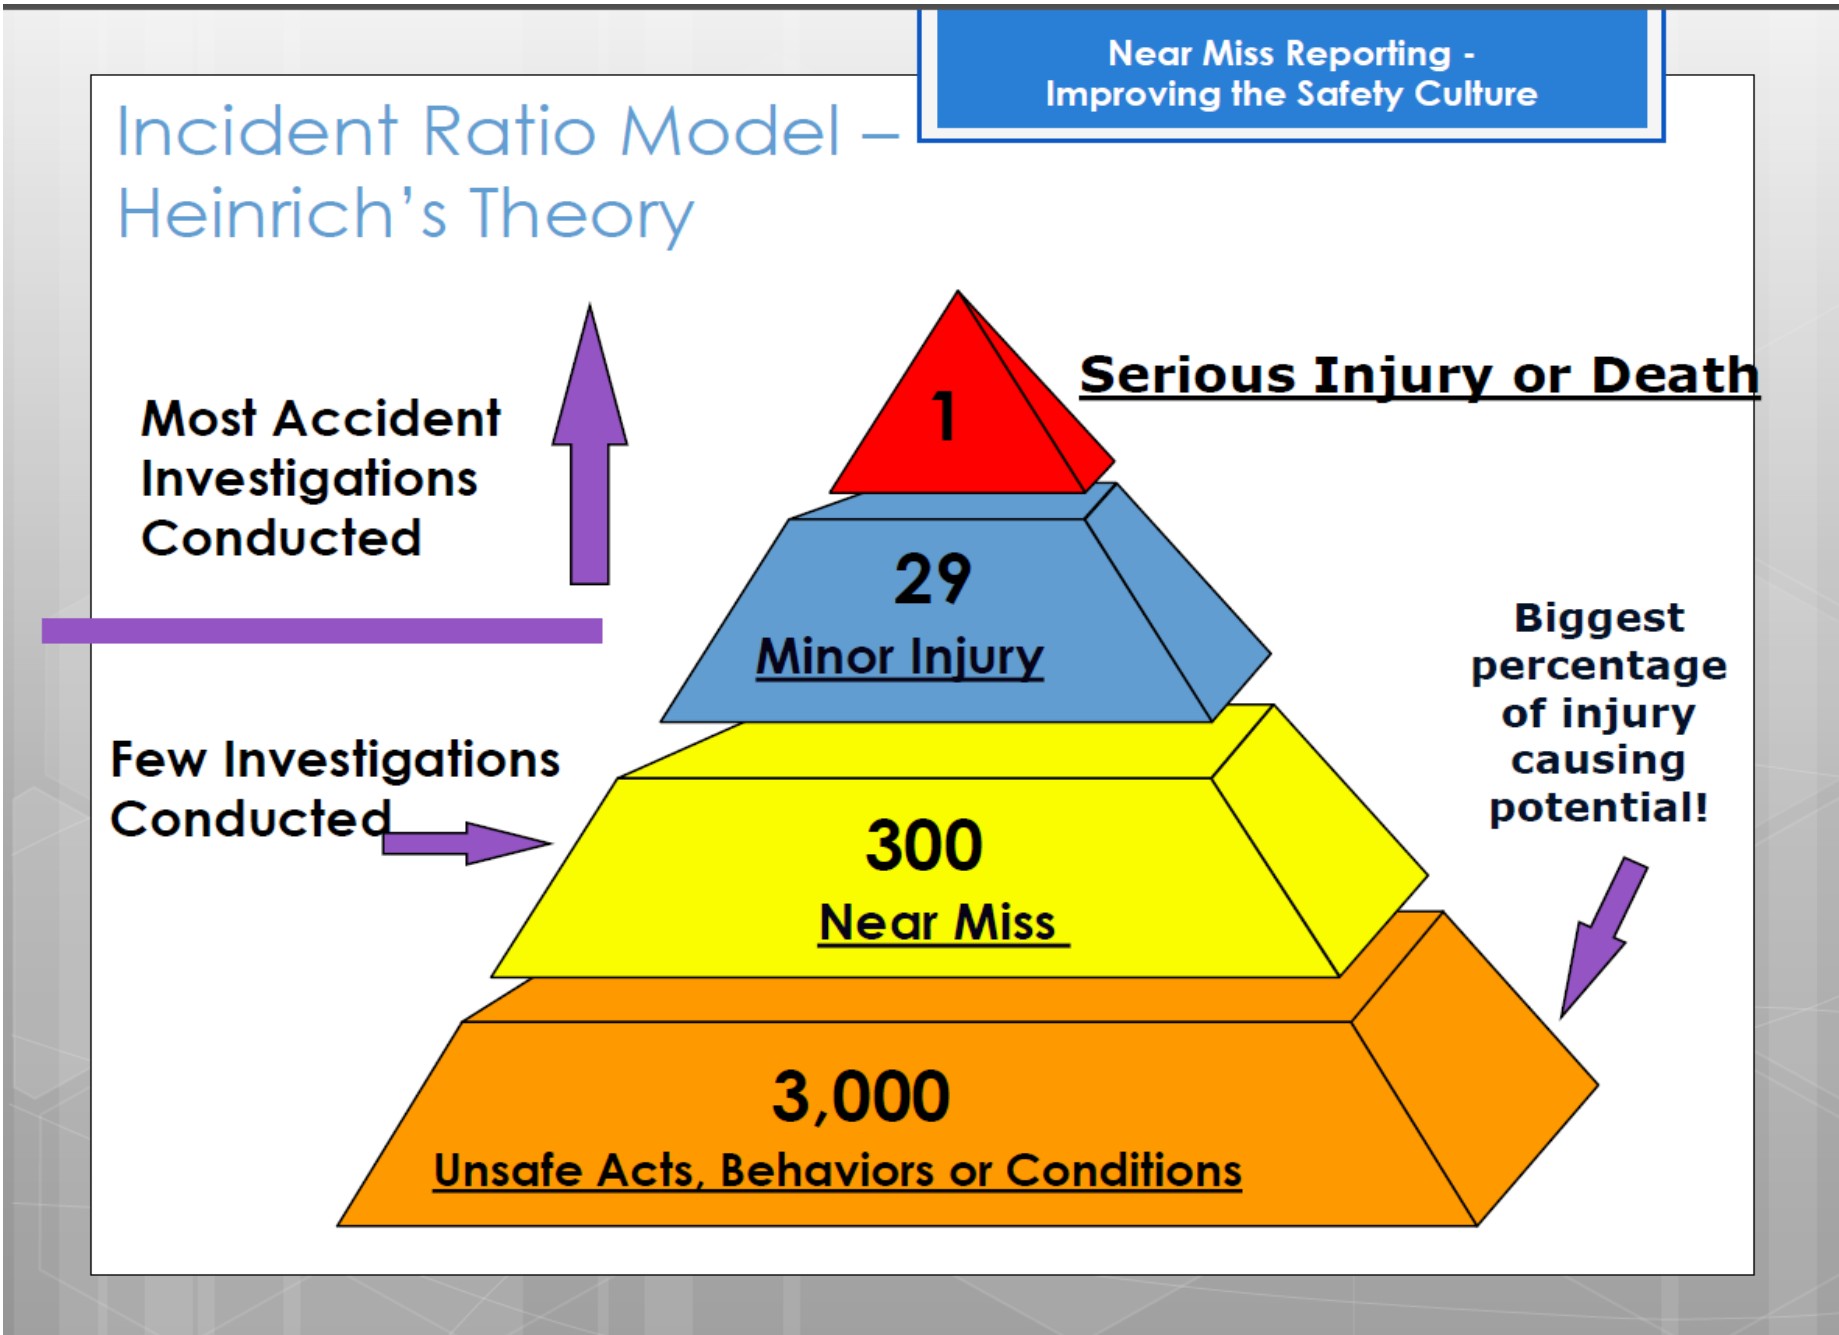 Near Miss Reporting -
Improving the Safety Culture
Incident Ratio Model –
Heinrich’s Theory
Most Accident
Investigations
Conducted
1
Serious Injury or Death
29
Minor Injury
Few Investigations
Conducted
300
Near Miss
Biggest
percentage
of injury
causing
potential!
3,000
Unsafe Acts, Behaviors or Conditions